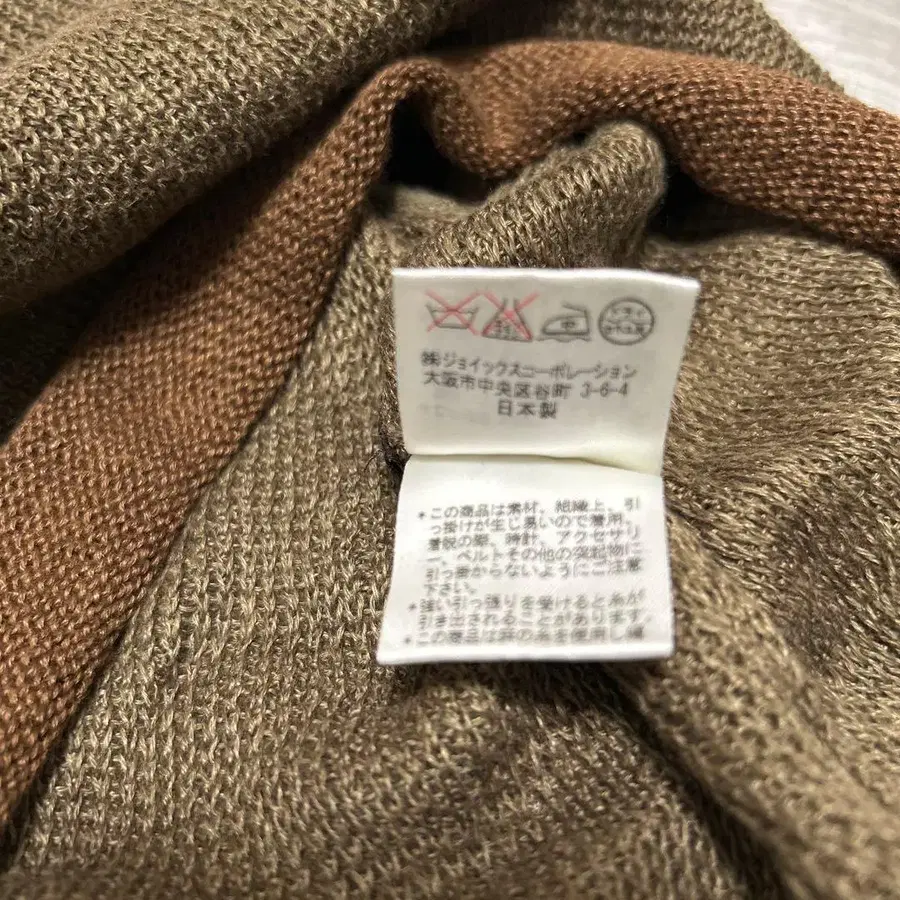 ㈱ジョイックスコーポレーション
大阪市中央区谷町 3-6-4
日本製
*この商品は素材、組織上、引
っ掛けが生じ易いので着用、
着脱の際、時計、アクセサリ
ー、ベルトその他の突起物に
引っ掛からないようにご注意
下さい。
*強い引っ張りを受けると糸が
引き出されることがあります。
*この商品は異の糸を使用し編